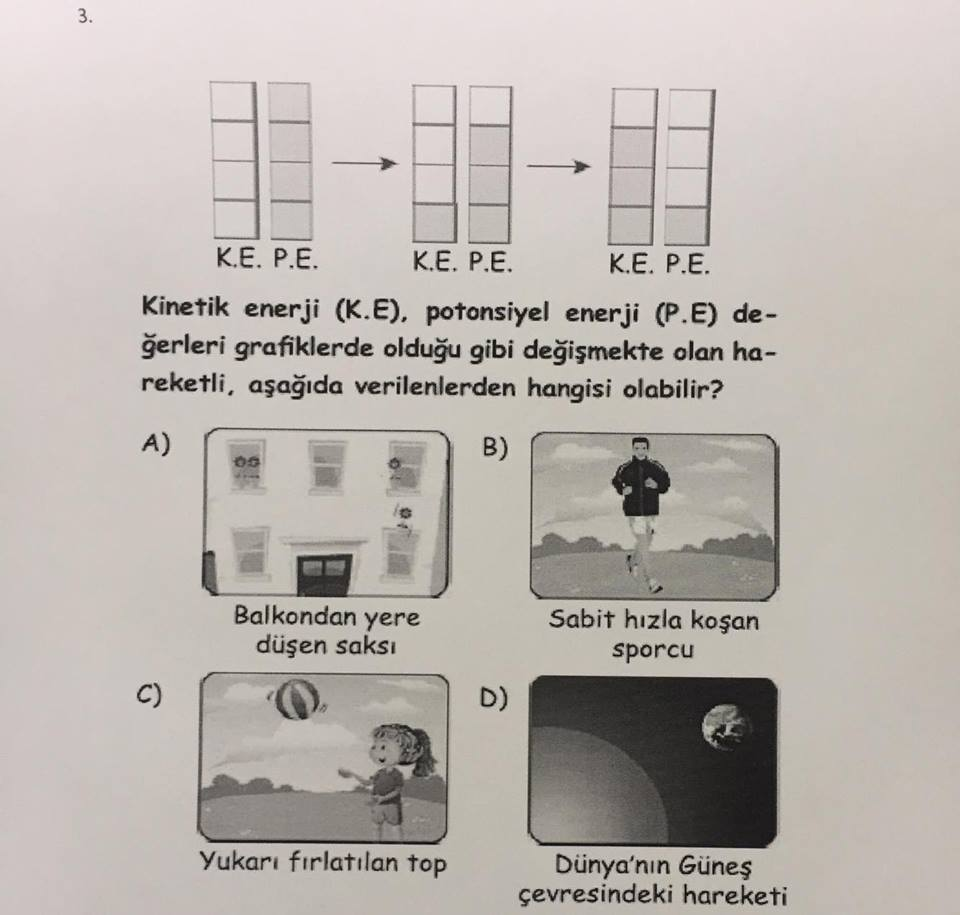 3.
K.E. P.E.
K.E. P.E.
K.E. P.E.
Kinetik enerji (K.E), potonsiyel enerji (P.E) de-
ğerleri grafiklerde olduğu gibi değişmekte olan ha-
reketli, aşağıda verilenlerden hangisi olabilir?
A)
Balkondan yere
düşen saksı
B)
Sabit hızla koşan
sporcu
C)
Yukarı fırlatılan top
D)
Dünya'nın Güneş
çevresindeki hareketi